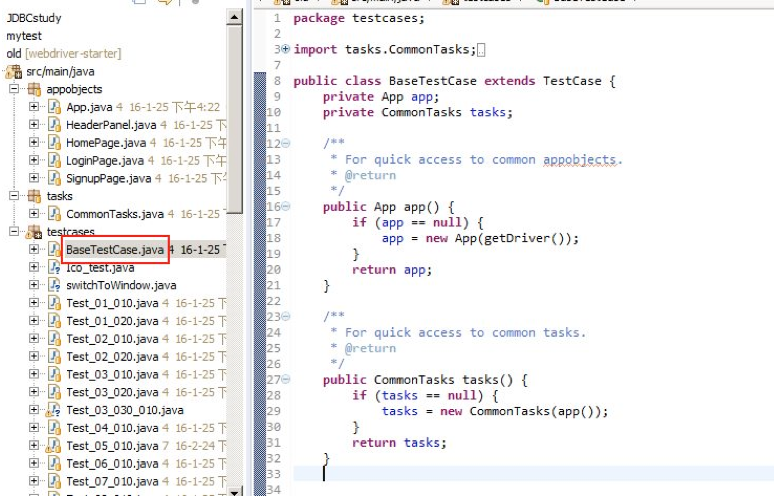 JDBCstudy
mytest
old [webdriver-starter]
src/main/java
appobjects
App.java 4 16-1-25 下午4:22
HeaderPanel.java 4 16-1-25 下
HomePage.java 4 16-1-25 下午
LoginPage.java 4 16-1-25 下午
SignupPage.java 4 16-1-25 下
tasks
CommonTasks.java 4 16-1-25
testcases
BaseTestCase.java 4 16-1-25
Ico_test.java
switchToWindow.java
Test_01_010.java 4 16-1-25 下
Test_01_020.java 4 16-1-25 下
Test_02_010.java 4 16-1-25 下
Test_02_020.java 4 16-1-25 下
Test_03_010.java 4 16-1-25 下
Test_03_020.java 4 16-1-25 下
Test_03_030_010.java
Test_04_010.java 4 16-1-25 下
Test_05_010.java 7 16-2-24 下
Test_06_010.java 4 16-1-25 下
Test_07_010.java 4 16-1-25 下
1 package testcases;
2
3 import tasks.CommonTasks;
7
8 public class BaseTestCase extends TestCase {
9 private App app;
10 private CommonTasks tasks;
11
12 /**
13 * For quick access to common appobjects.
14 * @return
15 */
16 public App app() {
17 if (app == null) {
18 app = new App(getDriver());
19 }
20 return app;
21 }
22
23 /**
24 * For quick access to common tasks.
25 * @return
26 */
27 public CommonTasks tasks() {
28 if (tasks == null) {
29 tasks = new CommonTasks(app());
30 }
31 return tasks;
32 }
33
34